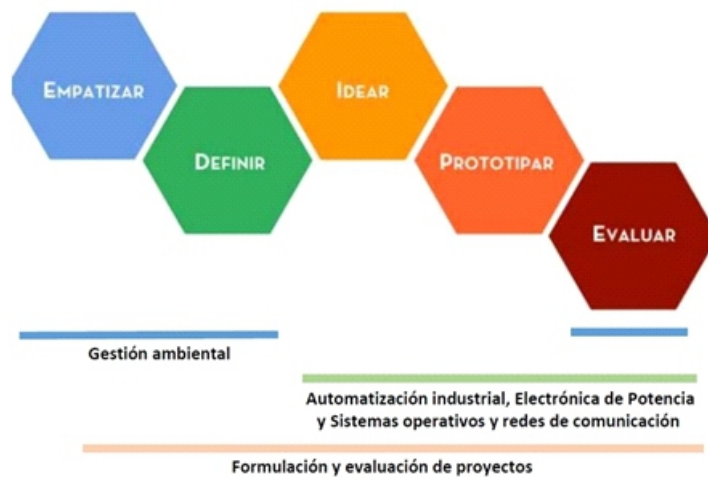 EMPATIZAR
DEFINIR
IDEAR
PROTOTIPAR
EVALUAR
Gestión ambiental
Automatización industrial, Electrónica de Potencia
y Sistemas operativos y redes de comunicación
Formulación y evaluación de proyectos